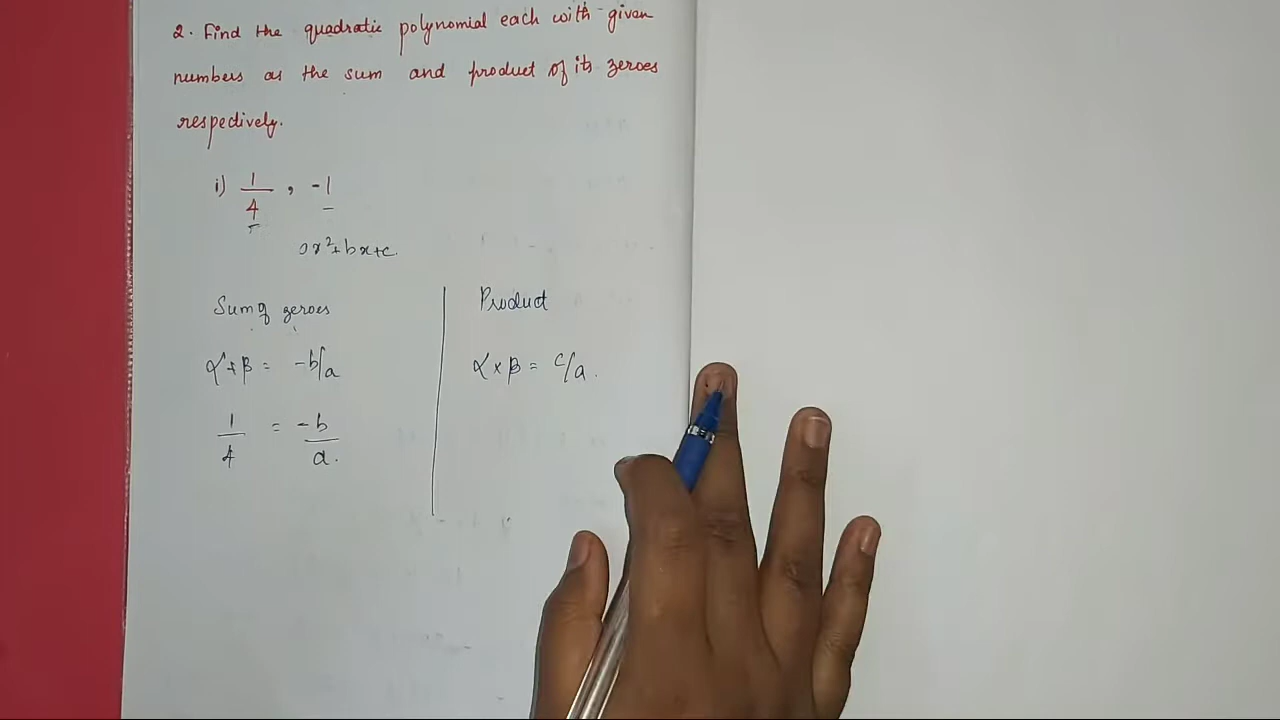 2. Find the quadratic polynomial each with given
numbers as the sum and product of its zeroes
respectively.
i) 1/4 , -1
ax²+bx+c.
Sum of zeroes
α+β = -b/a
1/4 = -b/a.
Product
α×β = c/a.